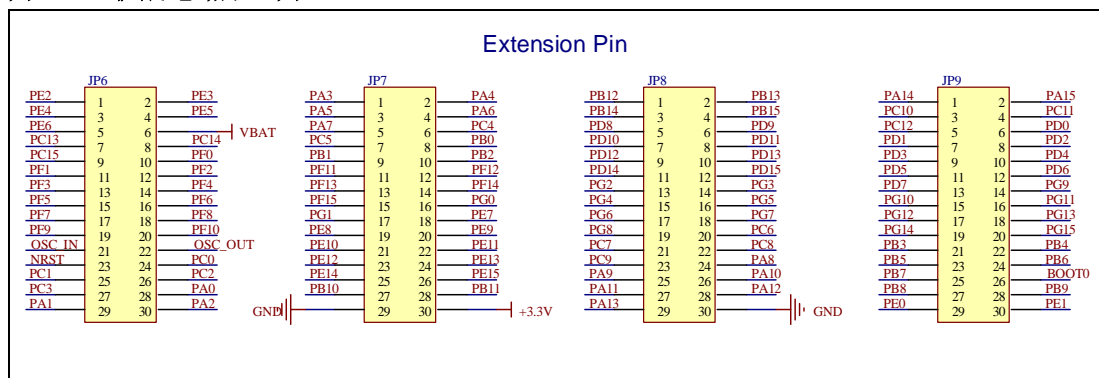 Extension Pin
JP6 JP7 JP8 JP9
PE2 1 2 PE3 PA3 1 2 PA4 PB12 1 2 PB13 PA14 1 2 PA15
PE4 3 4 PE5 PA5 3 4 PA6 PB14 3 4 PB15 PC10 3 4 PC11
PE6 5 6 VBAT PA7 5 6 PC4 PD8 5 6 PD9 PC12 5 6 PD0
PC13 7 8 PC14 PC5 7 8 PB0 PD10 7 8 PD11 PD1 7 8 PD2
PC15 9 10 PF0 PB1 9 10 PB2 PD12 9 10 PD13 PD3 9 10 PD4
PF1 11 12 PF2 PF11 11 12 PF12 PD14 11 12 PD15 PD5 11 12 PD6
PF3 13 14 PF4 PF13 13 14 PF14 PG2 13 14 PG3 PD7 13 14 PG9
PF5 15 16 PF6 PF15 15 16 PG0 PG4 15 16 PG5 PG10 15 16 PG11
PF7 17 18 PF8 PG1 17 18 PE7 PG6 17 18 PG7 PG12 17 18 PG13
PF9 19 20 PF10 PE8 19 20 PE9 PG8 19 20 PC6 PG14 19 20 PG15
OSC_IN 21 22 OSC_OUT PE10 21 22 PE11 PC7 21 22 PC8 PB3 21 22 PB4
NRST 23 24 PC0 PE12 23 24 PE13 PC9 23 24 PA8 PB5 23 24 PB6
PC1 25 26 PC2 PE14 25 26 PE15 PA9 25 26 PA10 PB7 25 26 BOOT0
PC3 27 28 PA0 PB10 27 28 PB11 PA11 27 28 PA12 PB8 27 28 PB9
PA1 29 30 PA2 GND 29 30 +3.3V PA13 29 30 GND PE0 29 30 PE1